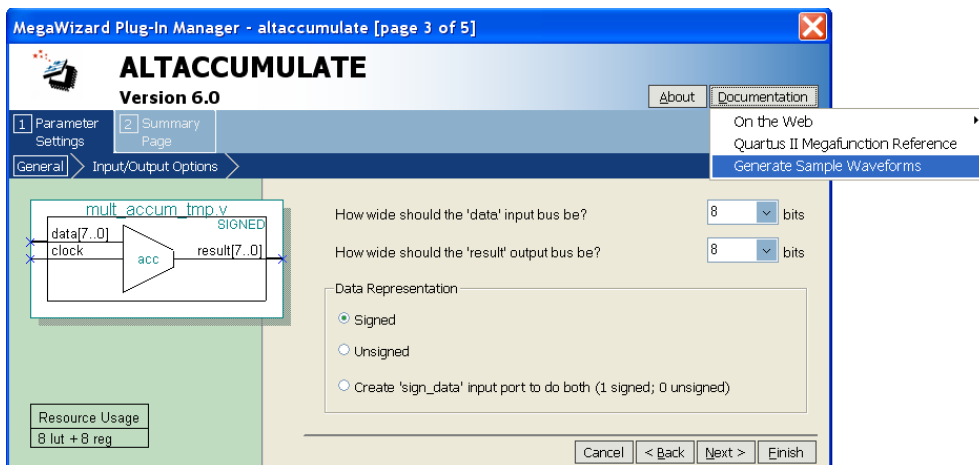 MegaWizard Plug-In Manager - altaccumulate [page 3 of 5]
ALTACCUMULATE
Version 6.0
About
Documentation
On the Web
Quartus II Megafunction Reference
Generate Sample Waveforms
1 Parameter Settings
2 Summary Page
General
Input/Output Options
mult_accum_tmp.v
SIGNED
data[7..0]
clock
acc
result[7..0]
How wide should the 'data' input bus be?
8
bits
How wide should the 'result' output bus be?
8
bits
Data Representation
Signed
Unsigned
Create 'sign_data' input port to do both (1 signed; 0 unsigned)
Resource Usage
8 lut + 8 reg
Cancel
< Back
Next >
Finish